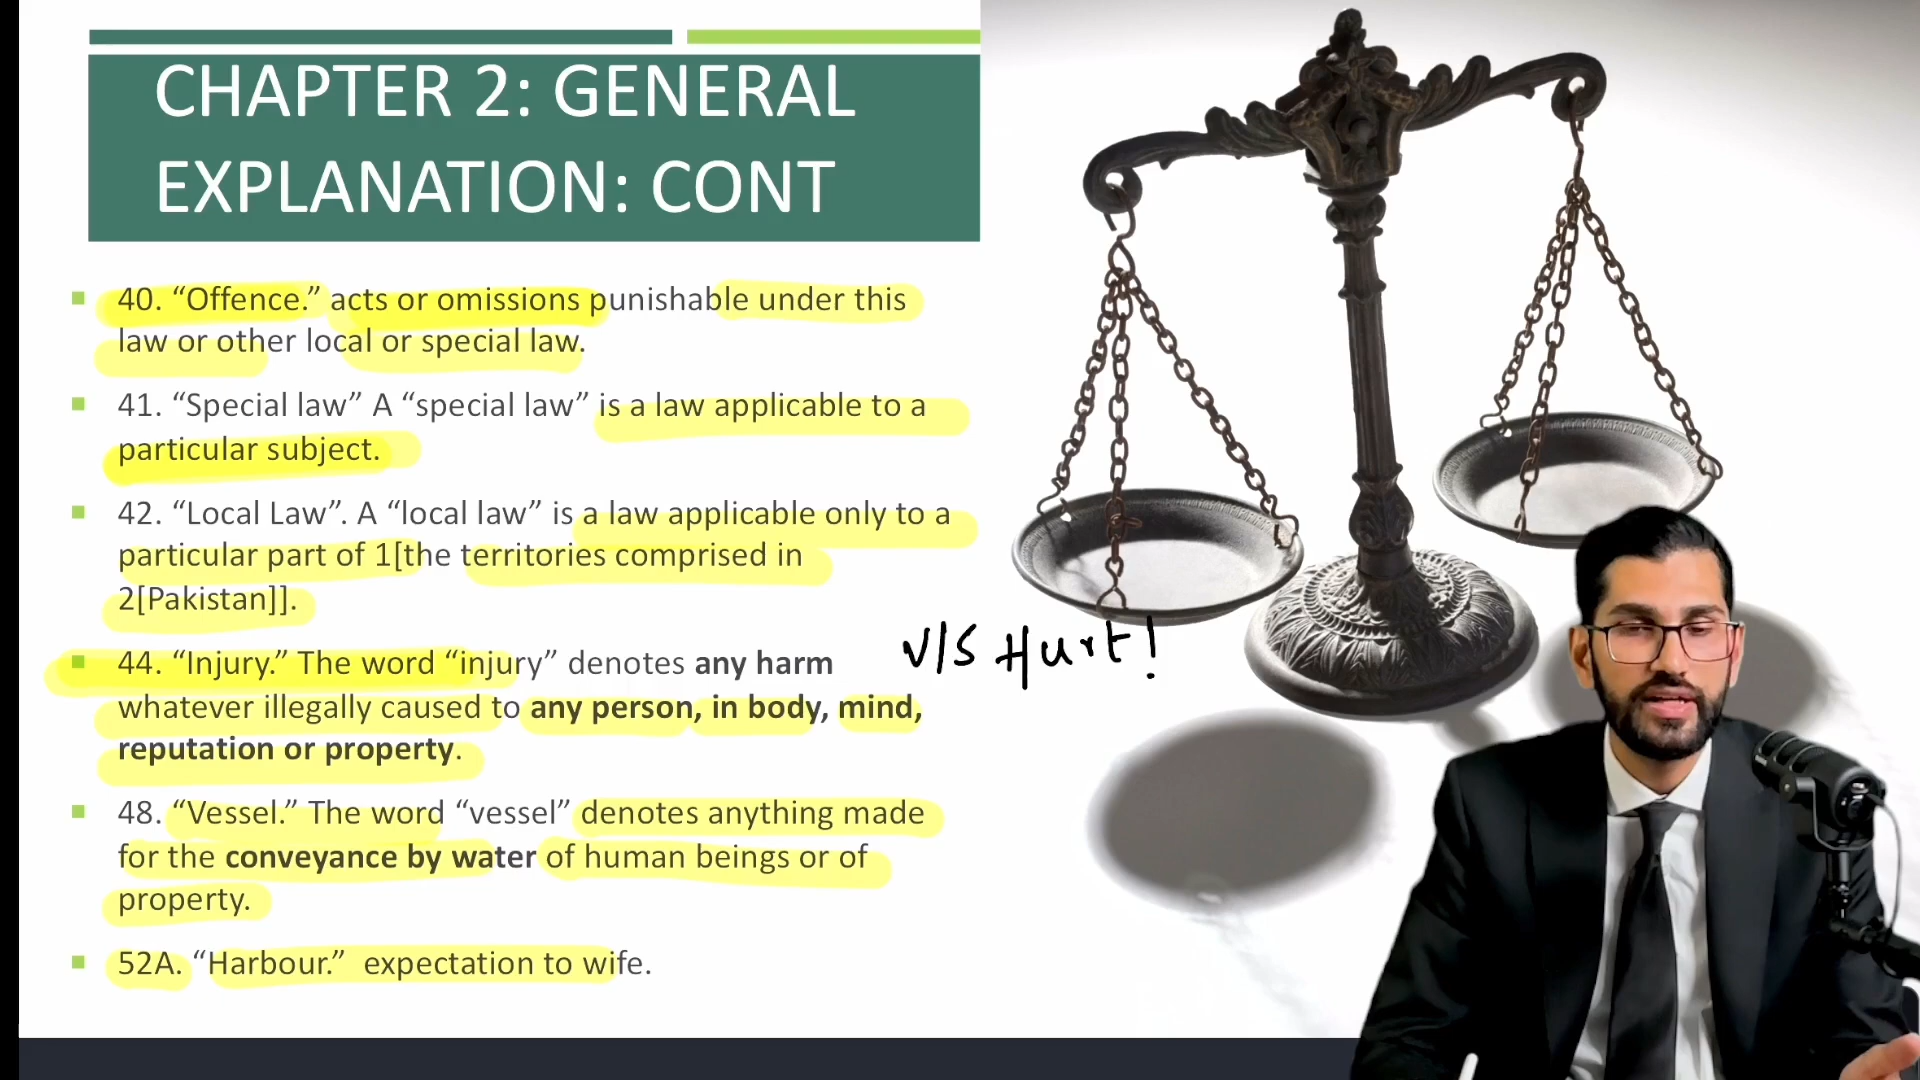 CHAPTER 2: GENERAL
EXPLANATION: CONT
40. “Offence.” acts or omissions punishable under this
law or other local or special law.
41. “Special law” A “special law” is a law applicable to a
particular subject.
42. “Local Law”. A “local law” is a law applicable only to a
particular part of 1[the territories comprised in
2[Pakistan]].
44. “Injury.” The word “injury” denotes any harm
whatever illegally caused to any person, in body, mind,
reputation or property.
V/S Hurt!
48. “Vessel.” The word “vessel” denotes anything made
for the conveyance by water of human beings or of
property.
52A. “Harbour.” expectation to wife.